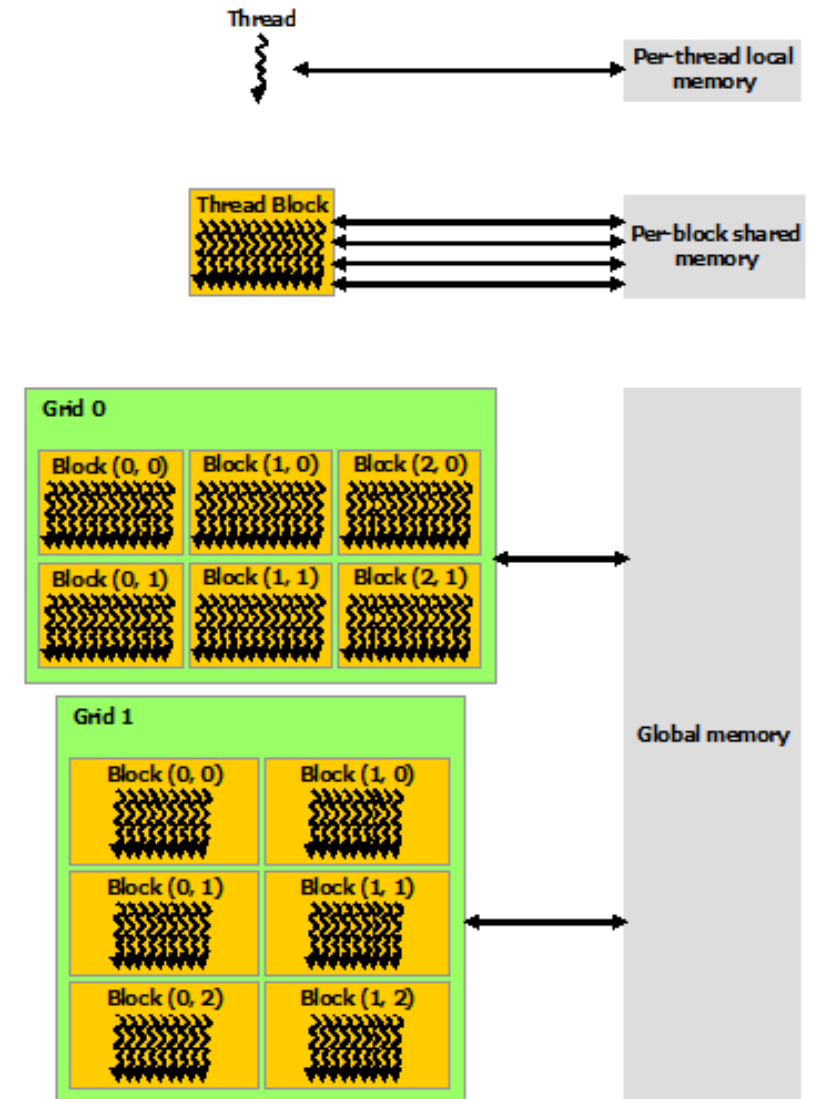 Thread
Per-thread local
memory
Thread Block
Per-block shared
memory
Grid 0
Block (0, 0)
Block (1, 0)
Block (2, 0)
Block (0, 1)
Block (1, 1)
Block (2, 1)
Grid 1
Global memory
Block (0, 0)
Block (1, 0)
Block (0, 1)
Block (1, 1)
Block (0, 2)
Block (1, 2)